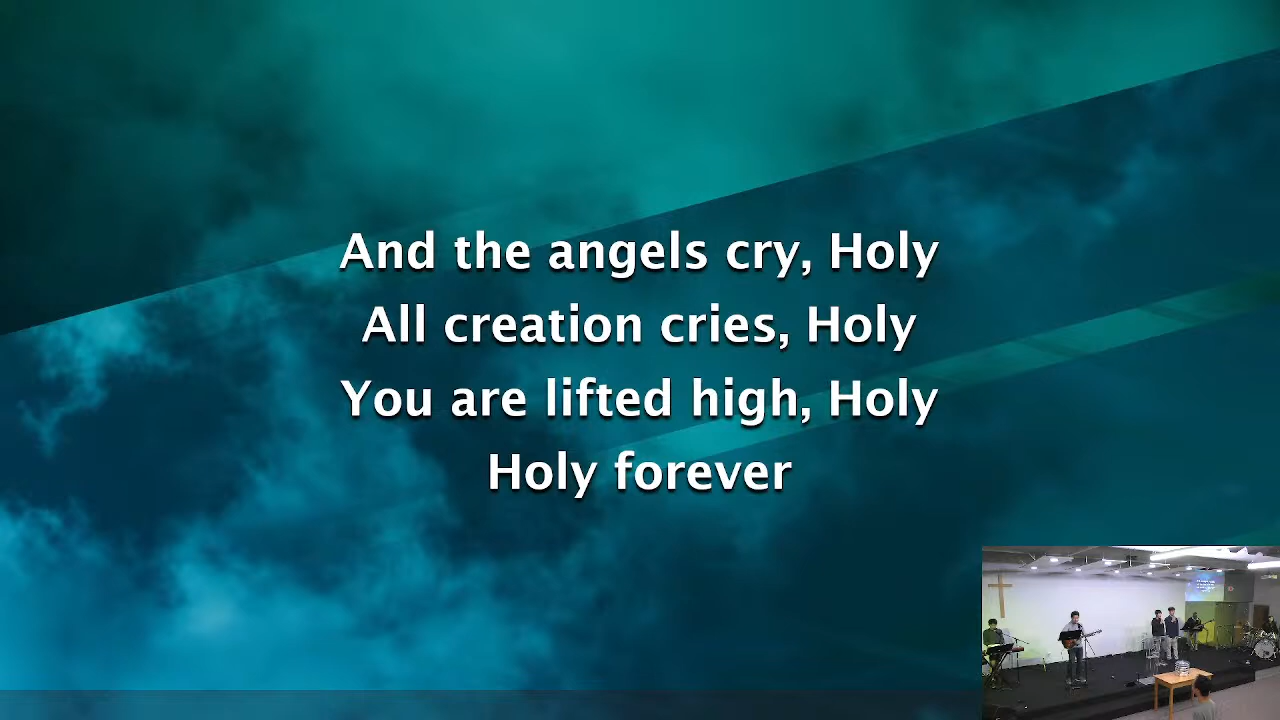 And the angels cry, Holy
All creation cries, Holy
You are lifted high, Holy
Holy forever